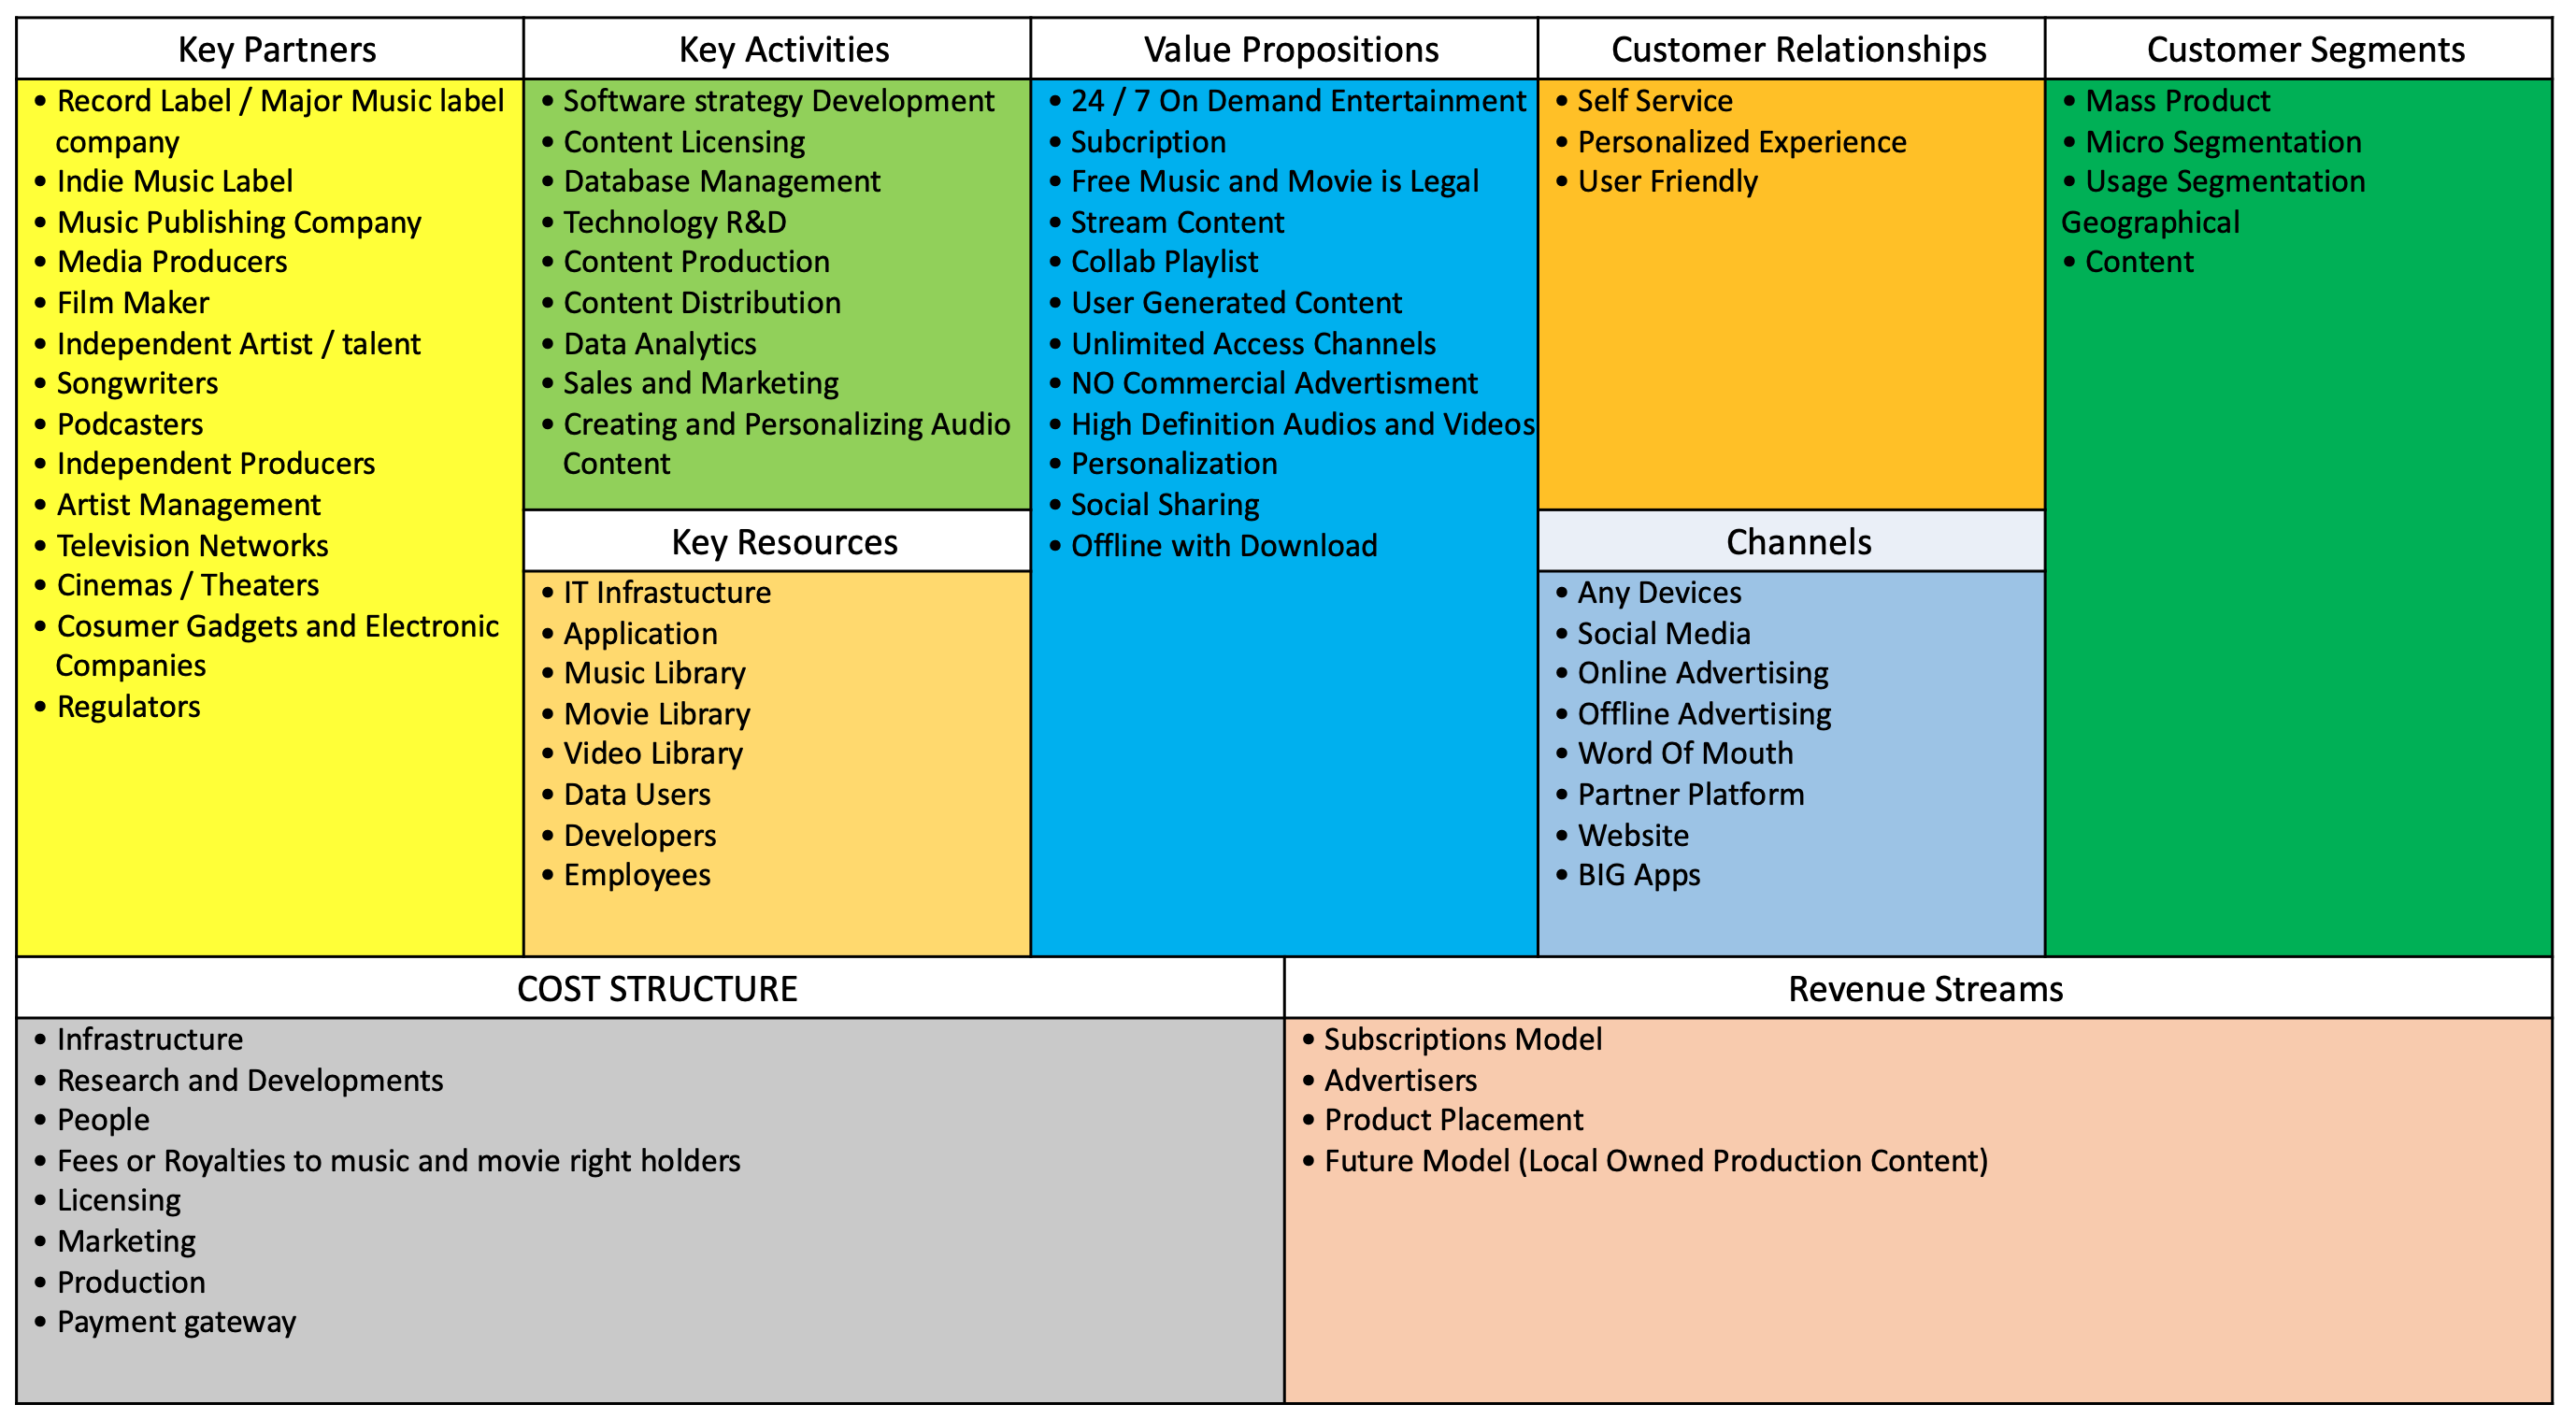 Key Partners
• Record Label / Major Music label
company
• Indie Music Label
• Music Publishing Company
• Media Producers
• Film Maker
• Independent Artist / talent
• Songwriters
• Podcasters
• Independent Producers
• Artist Management
• Television Networks
• Cinemas / Theaters
• Cosumer Gadgets and Electronic
Companies
• Regulators
Key Activities
• Software strategy Development
• Content Licensing
• Database Management
• Technology R&D
• Content Production
• Content Distribution
• Data Analytics
• Sales and Marketing
• Creating and Personalizing Audio
Content
Key Resources
• IT Infrastucture
• Application
• Music Library
• Movie Library
• Video Library
• Data Users
• Developers
• Employees
Value Propositions
• 24 / 7 On Demand Entertainment
• Subcription
• Free Music and Movie is Legal
• Stream Content
• Collab Playlist
• User Generated Content
• Unlimited Access Channels
• NO Commercial Advertisment
• High Definition Audios and Videos
• Personalization
• Social Sharing
• Offline with Download
Customer Relationships
• Self Service
• Personalized Experience
• User Friendly
Channels
• Any Devices
• Social Media
• Online Advertising
• Offline Advertising
• Word Of Mouth
• Partner Platform
• Website
• BIG Apps
Customer Segments
• Mass Product
• Micro Segmentation
• Usage Segmentation
Geographical
• Content
COST STRUCTURE
• Infrastructure
• Research and Developments
• People
• Fees or Royalties to music and movie right holders
• Licensing
• Marketing
• Production
• Payment gateway
Revenue Streams
• Subscriptions Model
• Advertisers
• Product Placement
• Future Model (Local Owned Production Content)